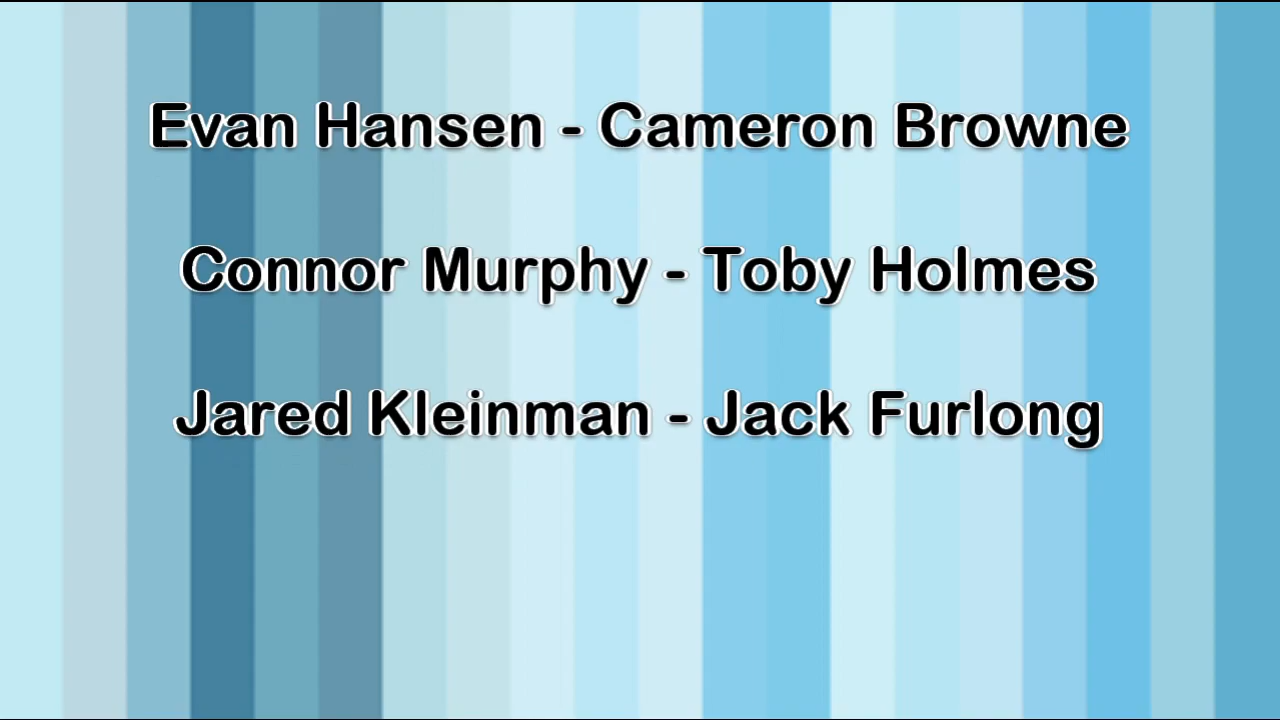 Evan Hansen - Cameron Browne
Connor Murphy - Toby Holmes
Jared Kleinman - Jack Furlong